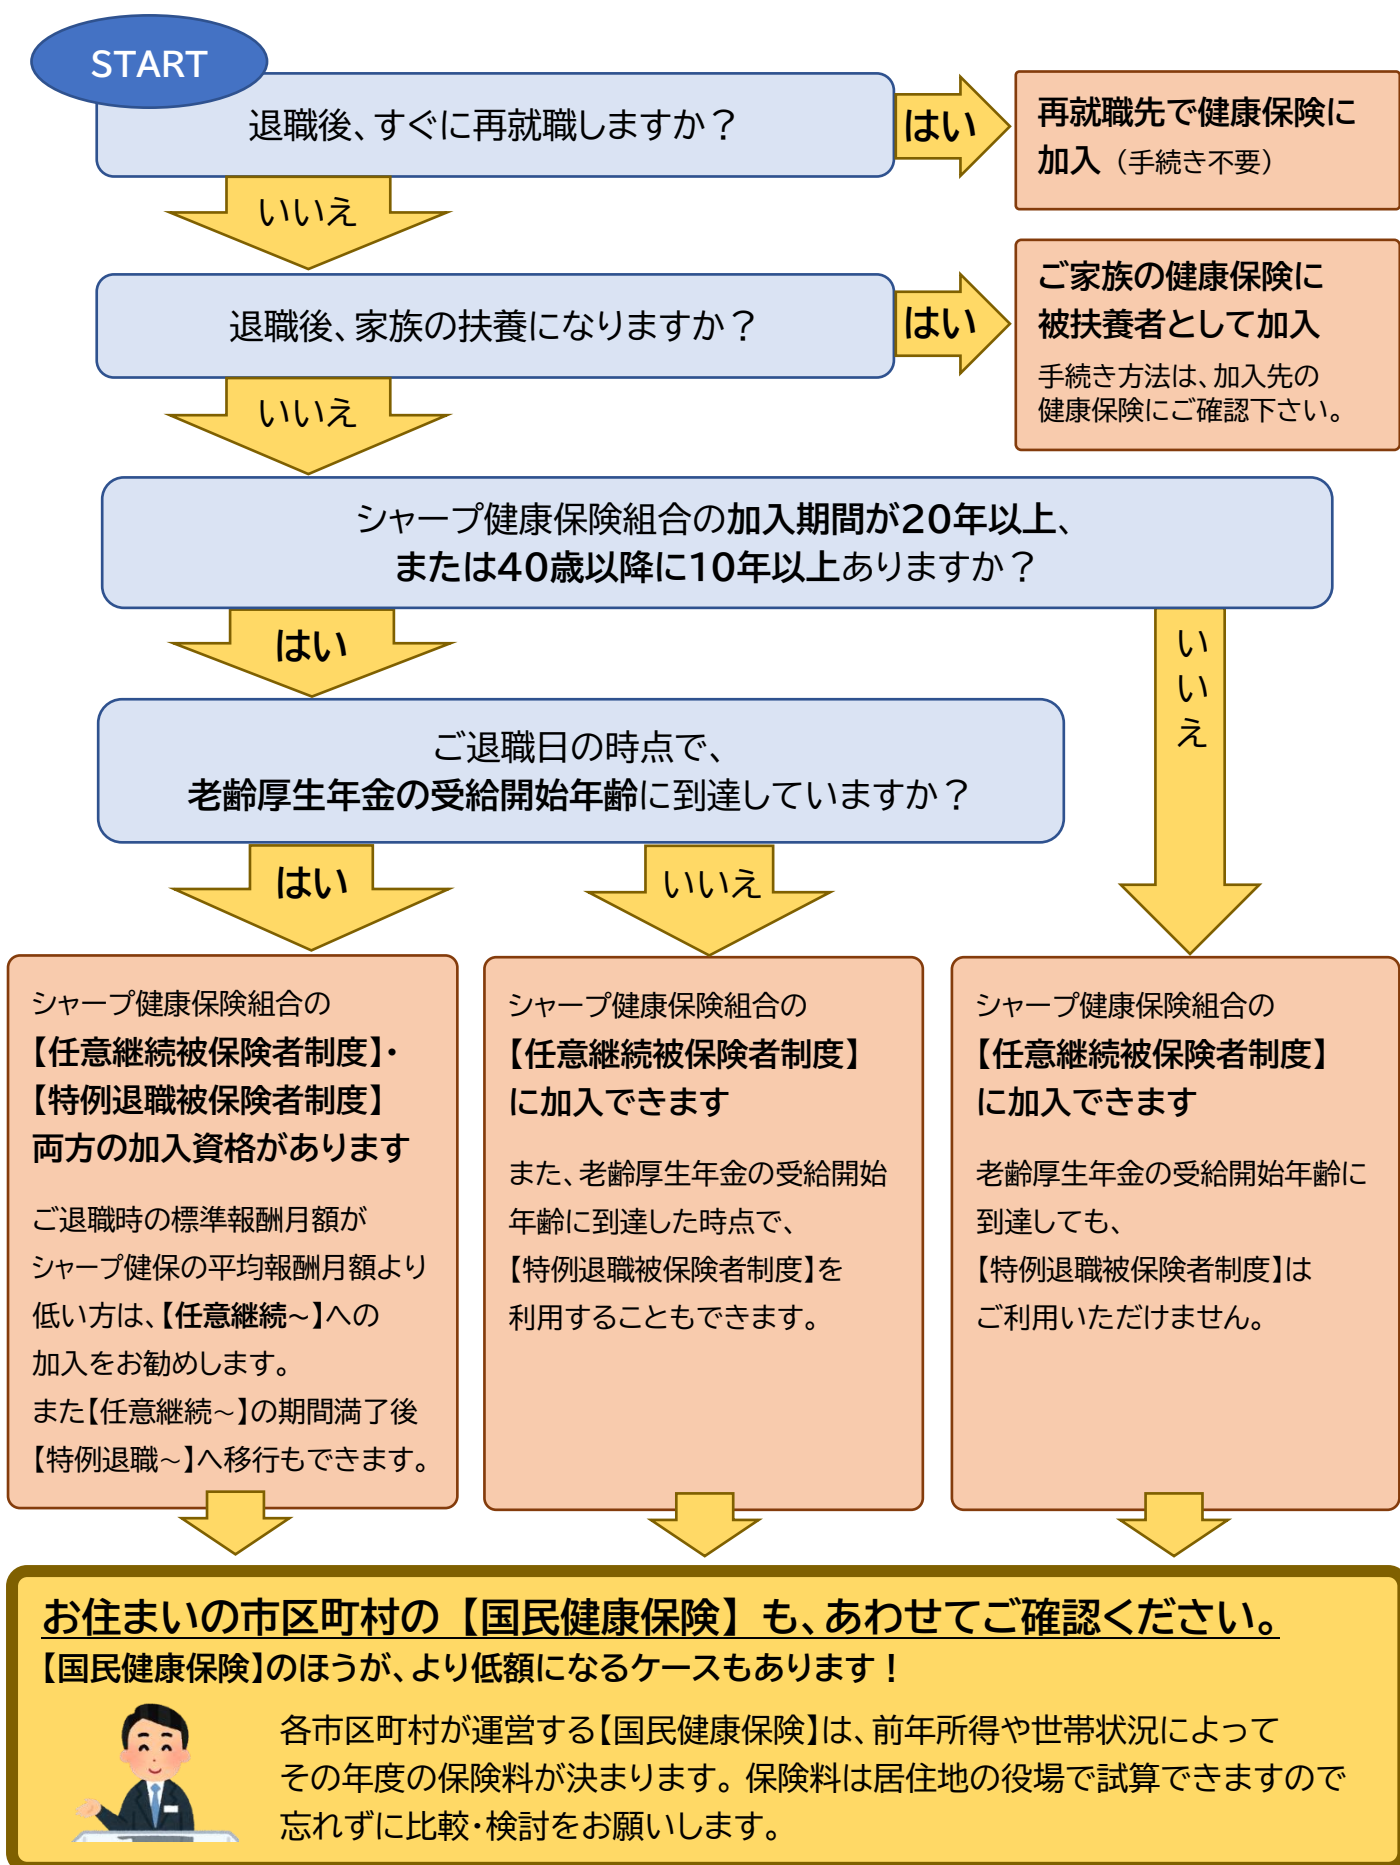 START
退職後、すぐに再就職しますか？
はい
再就職先で健康保険に
加入（手続き不要）
いいえ
退職後、家族の扶養になりますか？
はい
ご家族の健康保険に
被扶養者として加入
手続き方法は、加入先の
健康保険にご確認下さい。
いいえ
シャープ健康保険組合の加入期間が20年以上、
または40歳以降に10年以上ありますか？
はい
いいえ
ご退職日の時点で、
老齢厚生年金の受給開始年齢に到達していますか？
はい
いいえ
シャープ健康保険組合の
【任意継続被保険者制度】・
【特例退職被保険者制度】
両方の加入資格があります
ご退職時の標準報酬月額が
シャープ健保の平均報酬月額より
低い方は、【任意継続～】への
加入をお勧めします。
また【任意継続～】の期間満了後
【特例退職～】へ移行もできます。
シャープ健康保険組合の
【任意継続被保険者制度】
に加入できます
また、老齢厚生年金の受給開始
年齢に到達した時点で、
【特例退職被保険者制度】を
利用することもできます。
シャープ健康保険組合の
【任意継続被保険者制度】
に加入できます
老齢厚生年金の受給開始年齢に
到達しても、
【特例退職被保険者制度】は
ご利用いただけません。
お住まいの市区町村の【国民健康保険】も、あわせてご確認ください。
【国民健康保険】のほうが、より低額になるケースもあります！
各市区町村が運営する【国民健康保険】は、前年所得や世帯状況によって
その年度の保険料が決まります。保険料は居住地の役場で試算できますので
忘れずに比較・検討をお願いします。